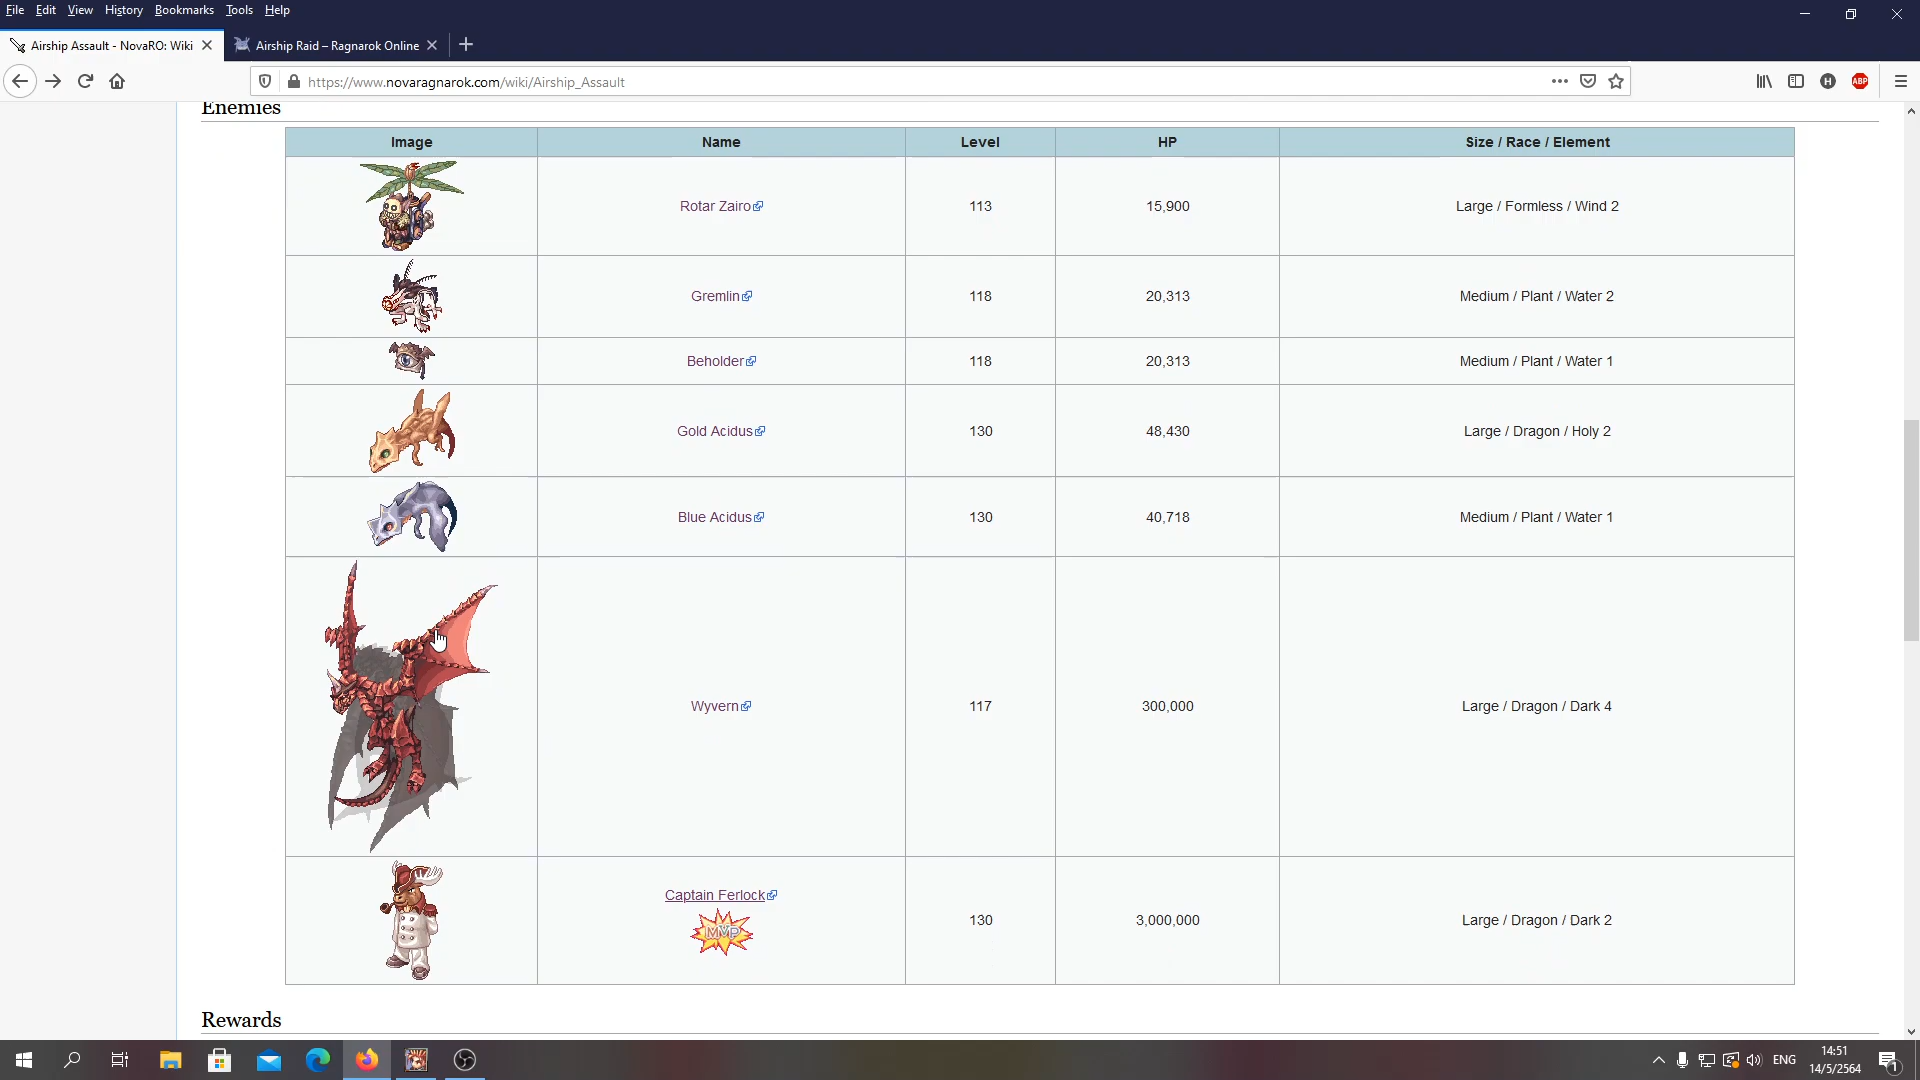 File Edit View History Bookmarks Tools Help
Airship Assault - NovaRO: Wiki
Airship Raid – Ragnarok Online
https://www.novaragnarok.com/wiki/Airship_Assault
H
ABP
Enemies
Image Name Level HP Size / Race / Element
Rotar Zairo 113 15,900 Large / Formless / Wind 2
Gremlin 118 20,313 Medium / Plant / Water 2
Beholder 118 20,313 Medium / Plant / Water 1
Gold Acidus 130 48,430 Large / Dragon / Holy 2
Blue Acidus 130 40,718 Medium / Plant / Water 1
Wyvern 117 300,000 Large / Dragon / Dark 4
Captain Ferlock 130 3,000,000 Large / Dragon / Dark 2
MVP
Rewards
ENG
14:51
14/5/2564
1